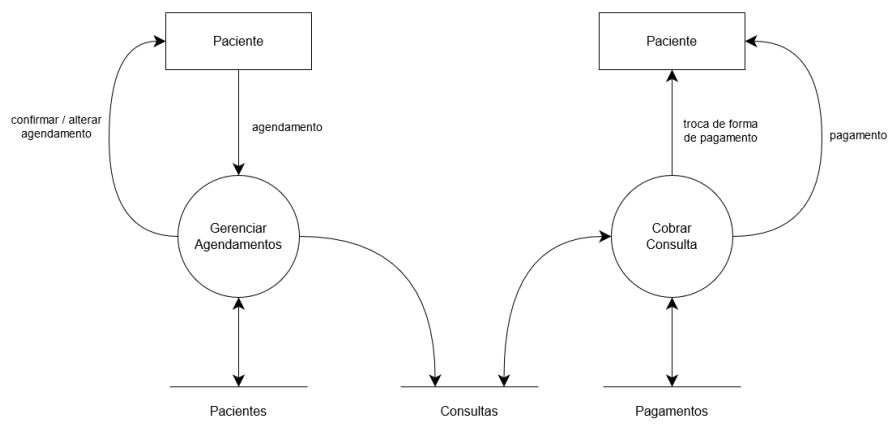 Paciente
Paciente
confirmar / alterar
agendamento
agendamento
troca de forma
de pagamento
pagamento
Gerenciar
Agendamentos
Cobrar
Consulta
Pacientes
Consultas
Pagamentos